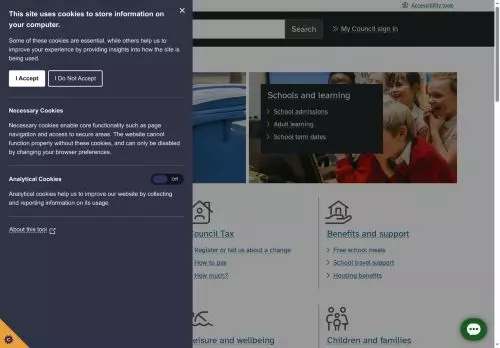 Accessibility tools
This site uses cookies to store information on
your computer.
Some of these cookies are essential, while others help us to
improve your experience by providing insights into how the site is
being used.
I Accept
I Do Not Accept
Necessary Cookies
Necessary cookies enable core functionality such as page
navigation and access to secure areas. The website cannot
function properly without these cookies, and can only be disabled
by changing your browser preferences.
Analytical Cookies
Off
Analytical cookies help us to improve our website by collecting
and reporting information on its usage.
About this tool
Search
My Council sign in
Schools and learning
School admissions
Adult learning
School term dates
Council Tax
Register or tell us about a change
How to pay
How much?
Benefits and support
Free school meals
School travel support
Housing benefits
Leisure and wellbeing
Children and families